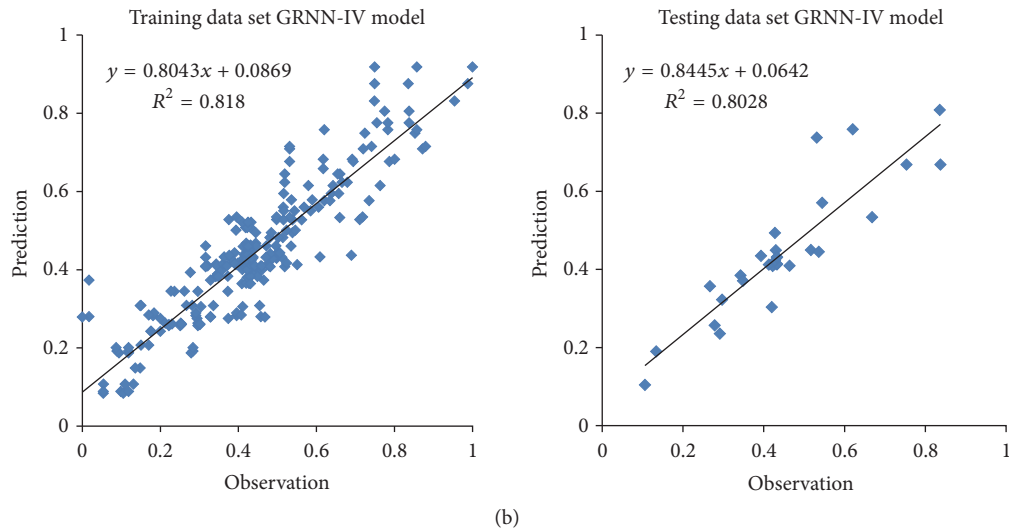 Training data set GRNN-IV model
y = 0.8043x + 0.0869
R² = 0.818
Prediction
1
0.8
0.6
0.4
0.2
0
0 0.2 0.4 0.6 0.8 1
Observation
Testing data set GRNN-IV model
y = 0.8445x + 0.0642
R² = 0.8028
Prediction
1
0.8
0.6
0.4
0.2
0
0 0.2 0.4 0.6 0.8 1
Observation
(b)